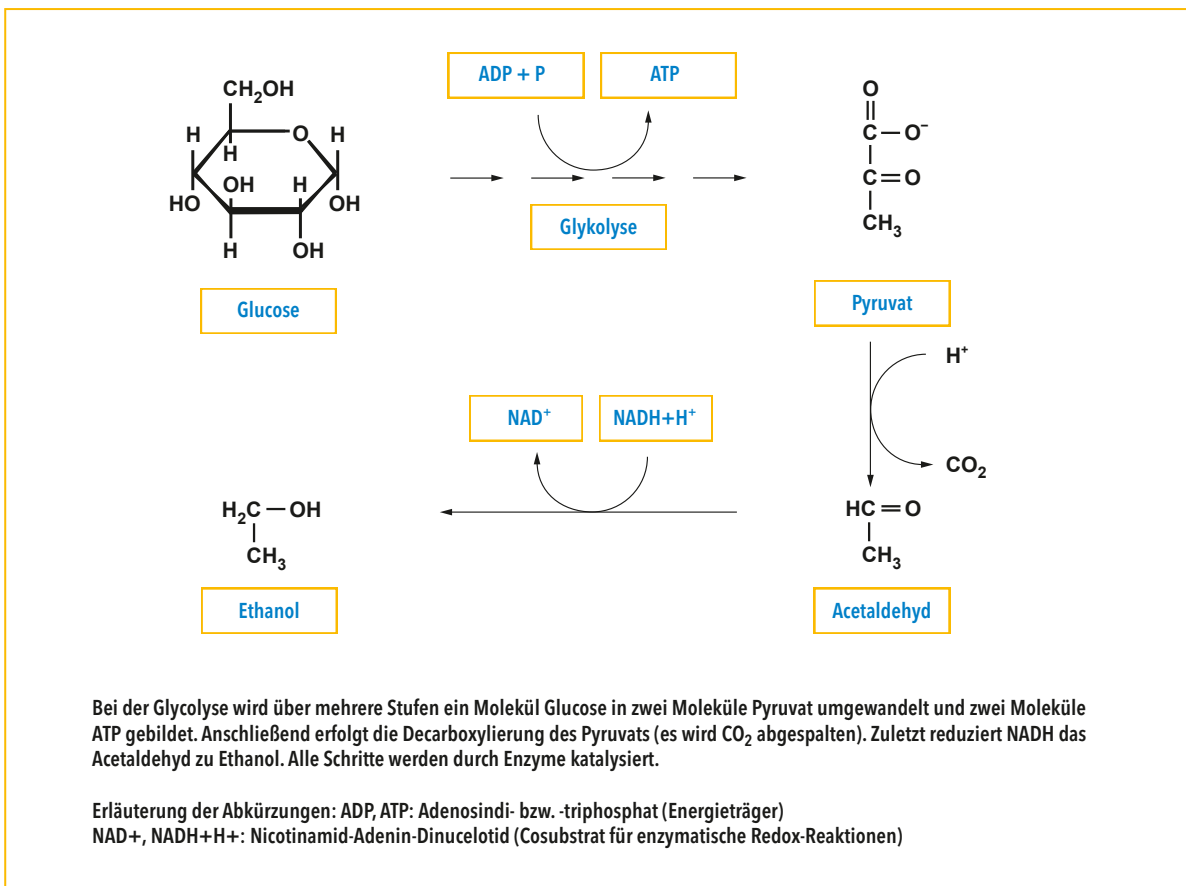 ADP + P
ATP
CH2OH
O
H
H
H
OH
H
HO
OH
H
OH
Glykolyse
Glucose
O
C
O–
C
O
CH3
Pyruvat
H+
CO2
NAD+
NADH+H+
H2C
OH
CH3
Ethanol
HC
O
CH3
Acetaldehyd
Bei der Glycolyse wird über mehrere Stufen ein Molekül Glucose in zwei Moleküle Pyruvat umgewandelt und zwei Moleküle
ATP gebildet. Anschließend erfolgt die Decarboxylierung des Pyruvats (es wird CO2 abgespalten). Zuletzt reduziert NADH das
Acetaldehyd zu Ethanol. Alle Schritte werden durch Enzyme katalysiert.
Erläuterung der Abkürzungen: ADP, ATP: Adenosindi- bzw. -triphosphat (Energieträger)
NAD+, NADH+H+: Nicotinamid-Adenin-Dinucelotid (Cosubstrat für enzymatische Redox-Reaktionen)